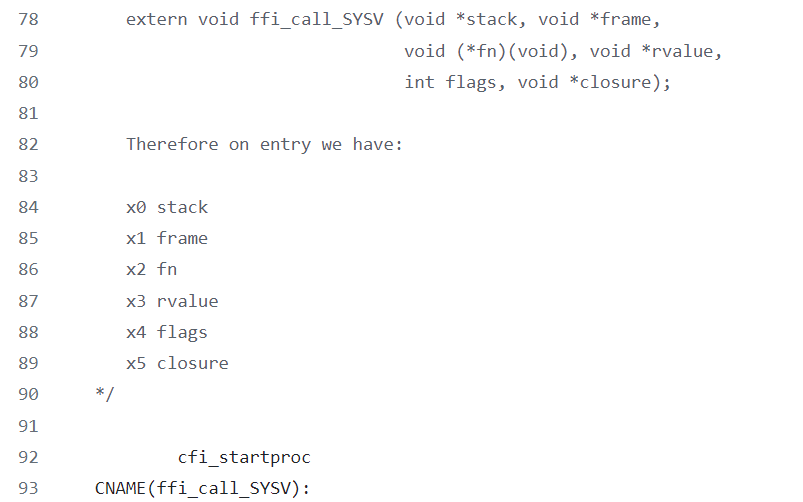 78 extern void ffi_call_SYSV (void *stack, void *frame,
79 void (*fn)(void), void *rvalue,
80 int flags, void *closure);
81
82 Therefore on entry we have:
83
84 x0 stack
85 x1 frame
86 x2 fn
87 x3 rvalue
88 x4 flags
89 x5 closure
90 */
91
92 cfi_startproc
93 CNAME(ffi_call_SYSV):